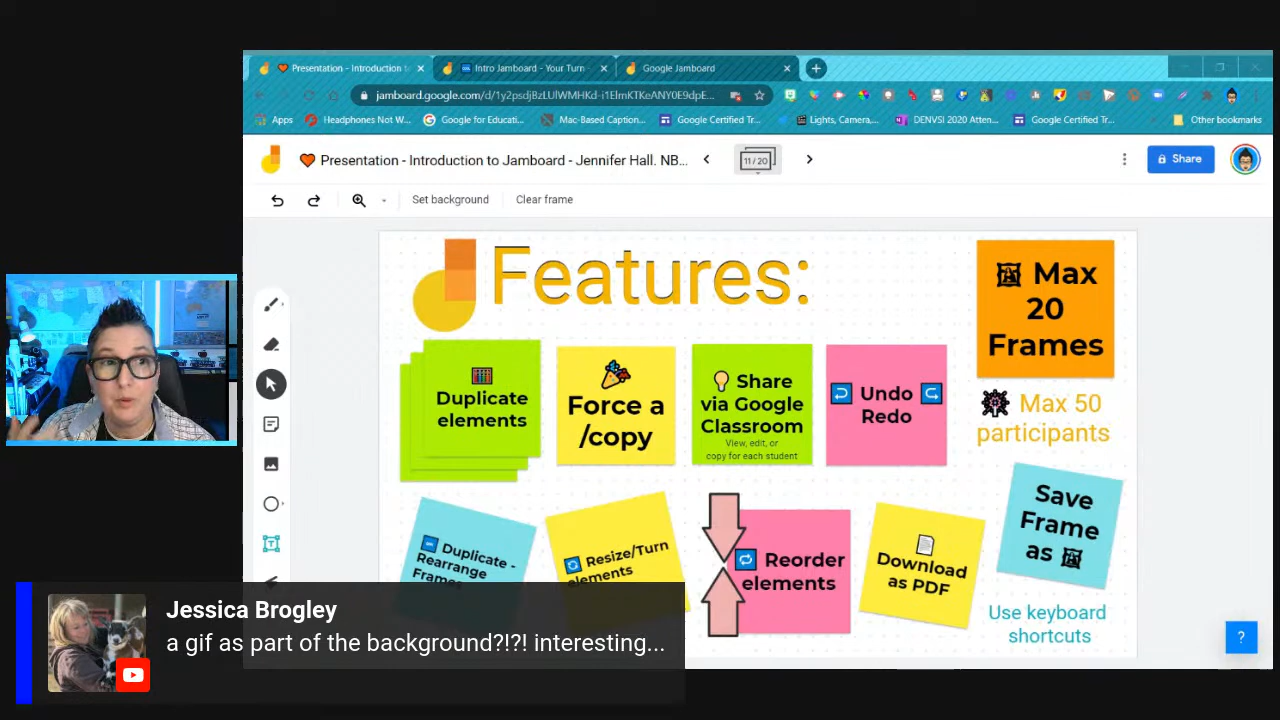 Presentation - Introduction to
Intro Jamboard - Your Turn
Google Jamboard
jamboard.google.com/d/1y2psdjBzLUlWMHKd-i1ElmKTKeANY0E9dpE...
Apps
Headphones Not W...
Google for Educati...
Mac-Based Caption...
Google Certified Tr...
Lights, Camera,...
DENVSI 2020 Atten...
Google Certified Tr...
Other bookmarks
Presentation - Introduction to Jamboard - Jennifer Hall. NB...
11 / 20
Share
Set background
Clear frame
Features:
Max
20
Frames
Duplicate
elements
Force a
/copy
Share
via Google
Classroom
View, edit, or
copy for each student
Undo
Redo
Max 50
participants
Duplicate -
Rearrange
Frames
Resize/Turn
elements
Reorder
elements
Download
as PDF
Save
Frame
as
Use keyboard
shortcuts
?
Jessica Brogley
a gif as part of the background?!?! interesting...